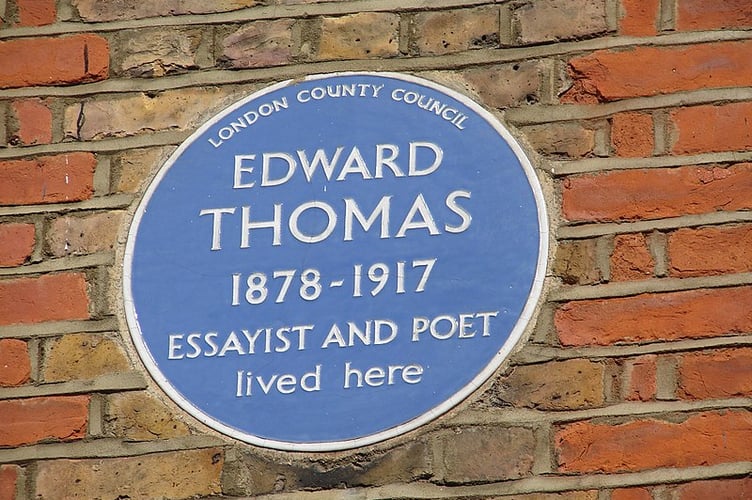 LONDON COUNTY COUNCIL
EDWARD
THOMAS
1878-1917
ESSAYIST AND POET
lived here